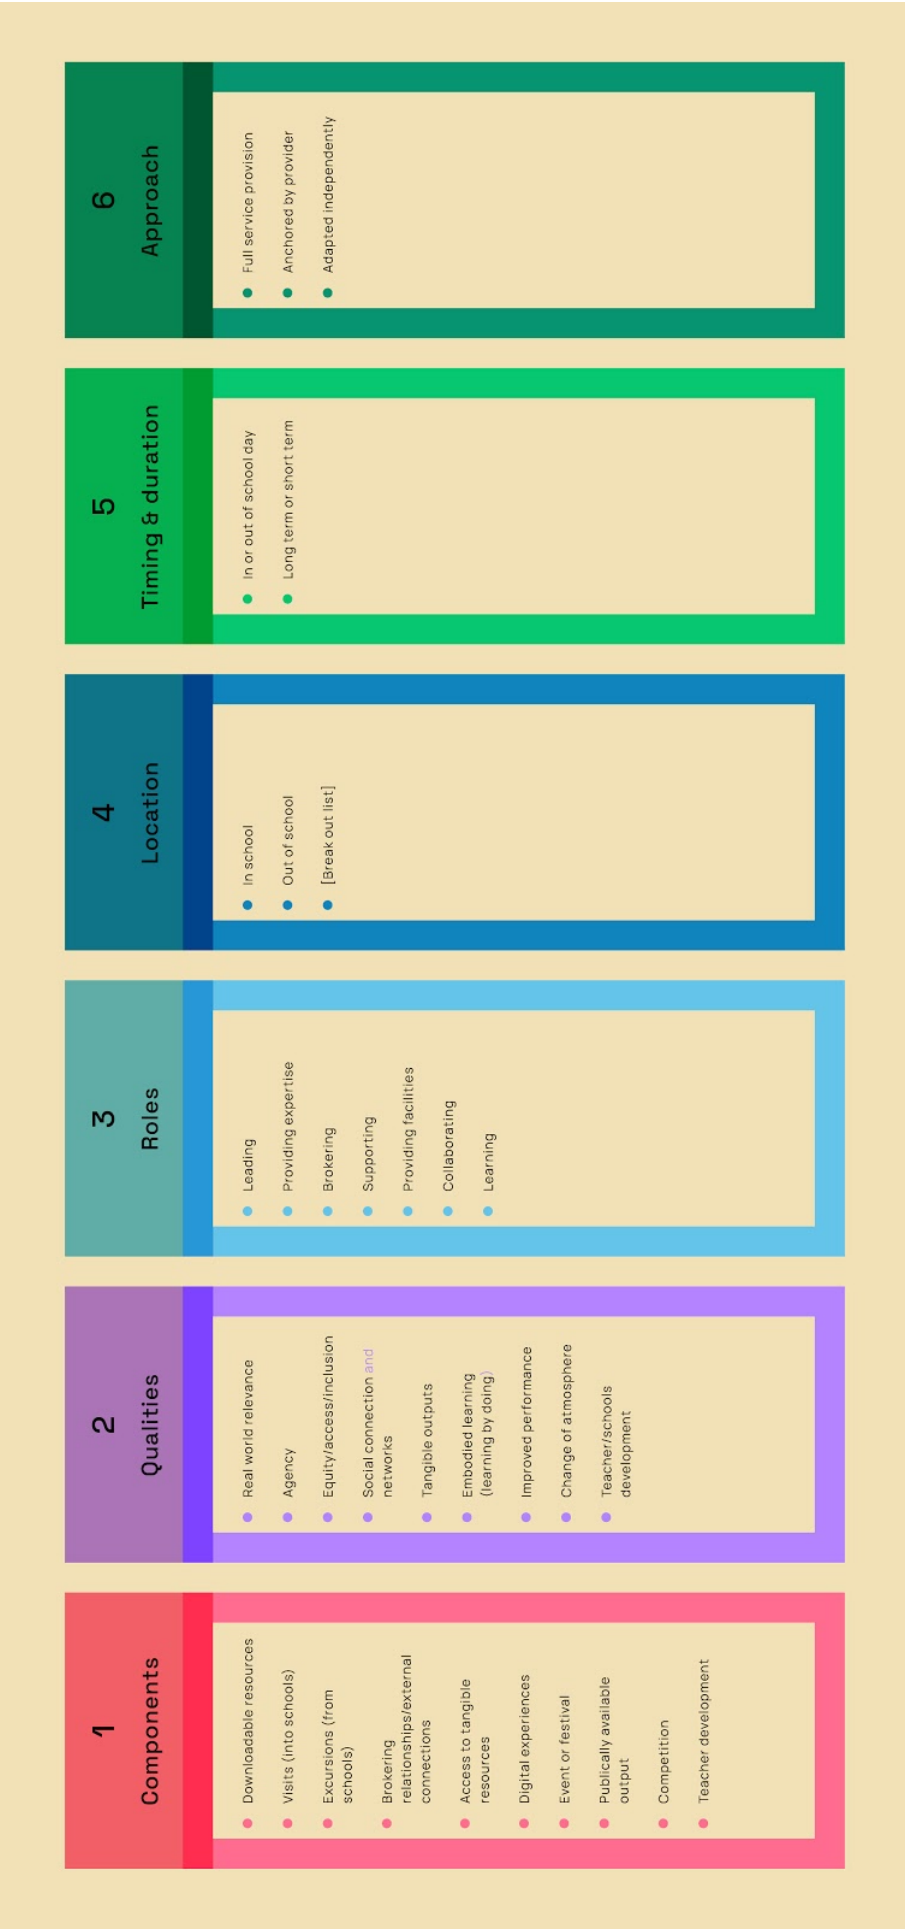 1
Components
Downloadable resources
Visits (into schools)
Excursions (from
schools)
Brokering
relationships/external
connections
Access to tangible
resources
Digital experiences
Event or festival
Publically available
output
Competition
Teacher development
2
Qualities
Real world relevance
Agency
Equity/access/inclusion
Social connection and
networks
Tangible outputs
Embodied learning
(learning by doing)
Improved performance
Change of atmosphere
Teacher/schools
development
3
Roles
Leading
Providing expertise
Brokering
Supporting
Providing facilities
Collaborating
Learning
4
Location
In school
Out of school
[Break out list]
5
Timing & duration
In or out of school day
Long term or short term
6
Approach
Full service provision
Anchored by provider
Adapted independently